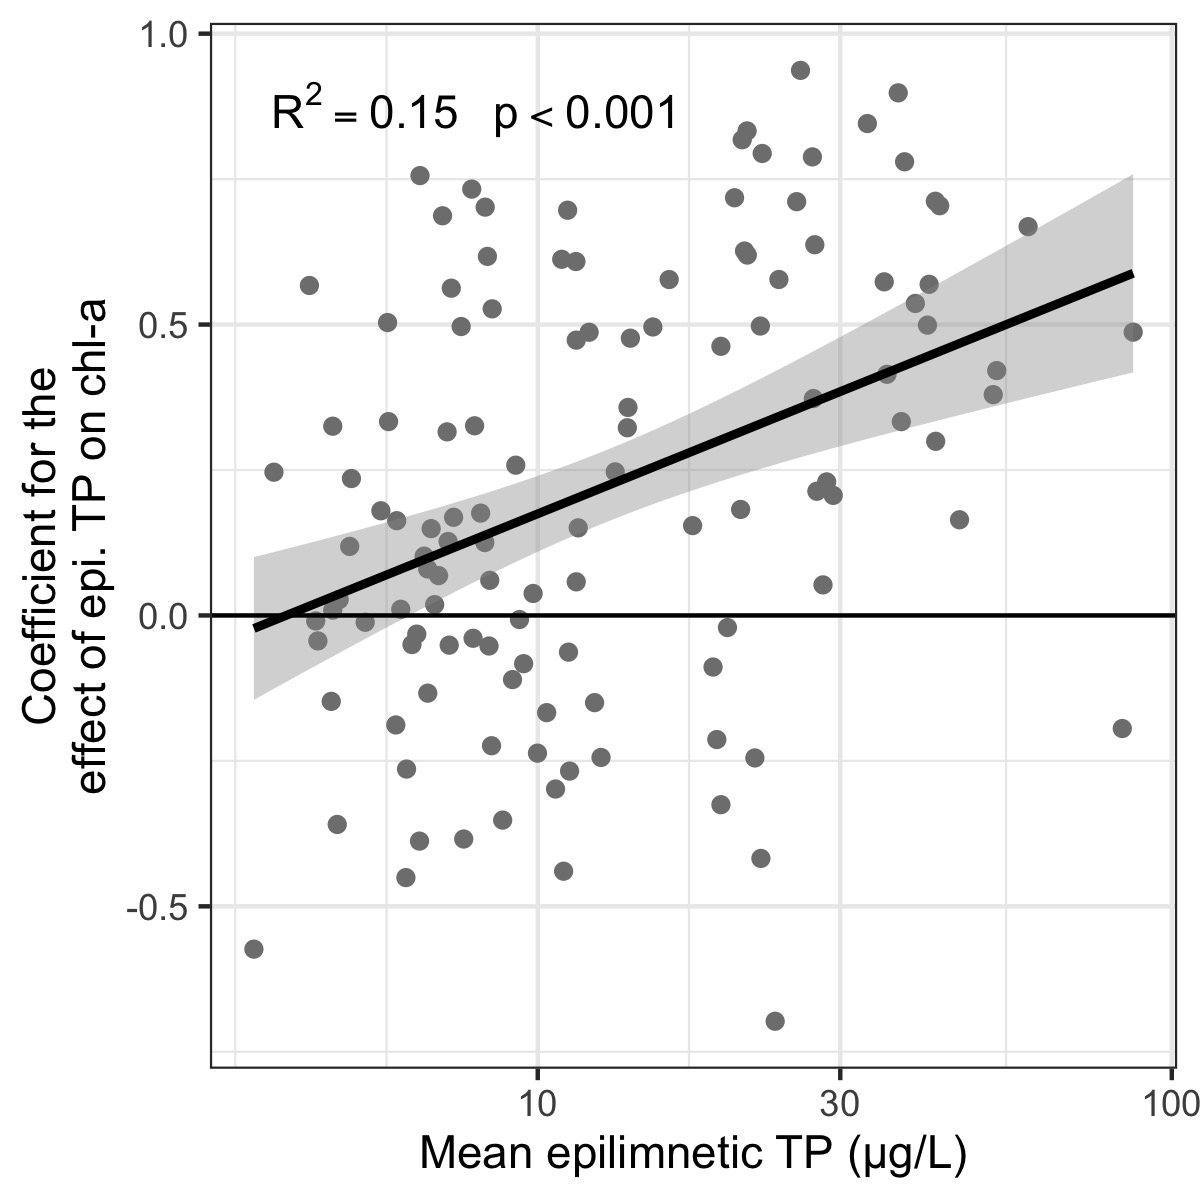 1.0
R² = 0.15 p < 0.001
0.5
0.0
-0.5
Coefficient for the
effect of epi. TP on chl-a
10
30
100
Mean epilimnetic TP (µg/L)